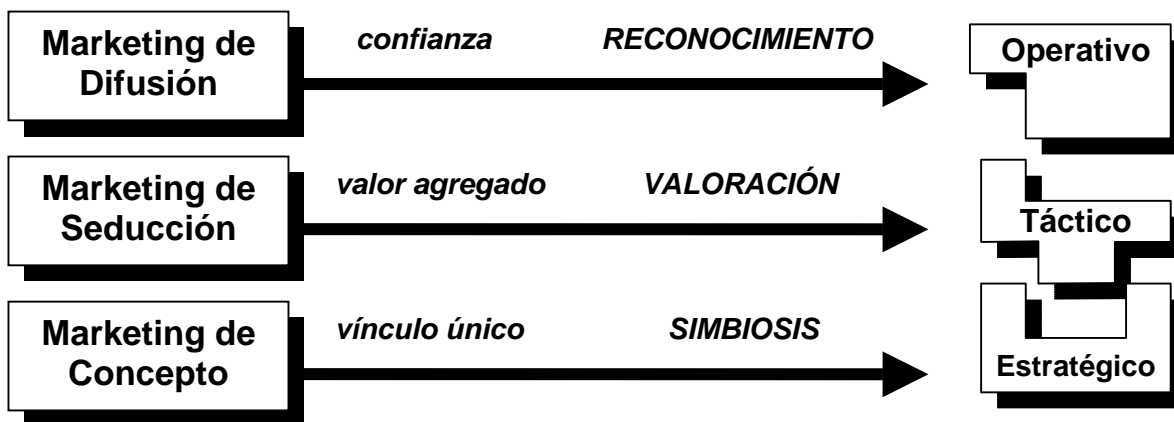 Marketing de
Difusión
confianza
RECONOCIMIENTO
Operativo
Marketing de
Seducción
valor agregado
VALORACIÓN
Táctico
Marketing de
Concepto
vínculo único
SIMBIOSIS
Estratégico